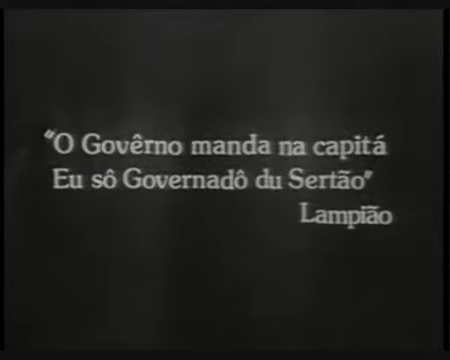 "O Govêrno manda na capitá
Eu sô Governadô du Sertão"
Lampião